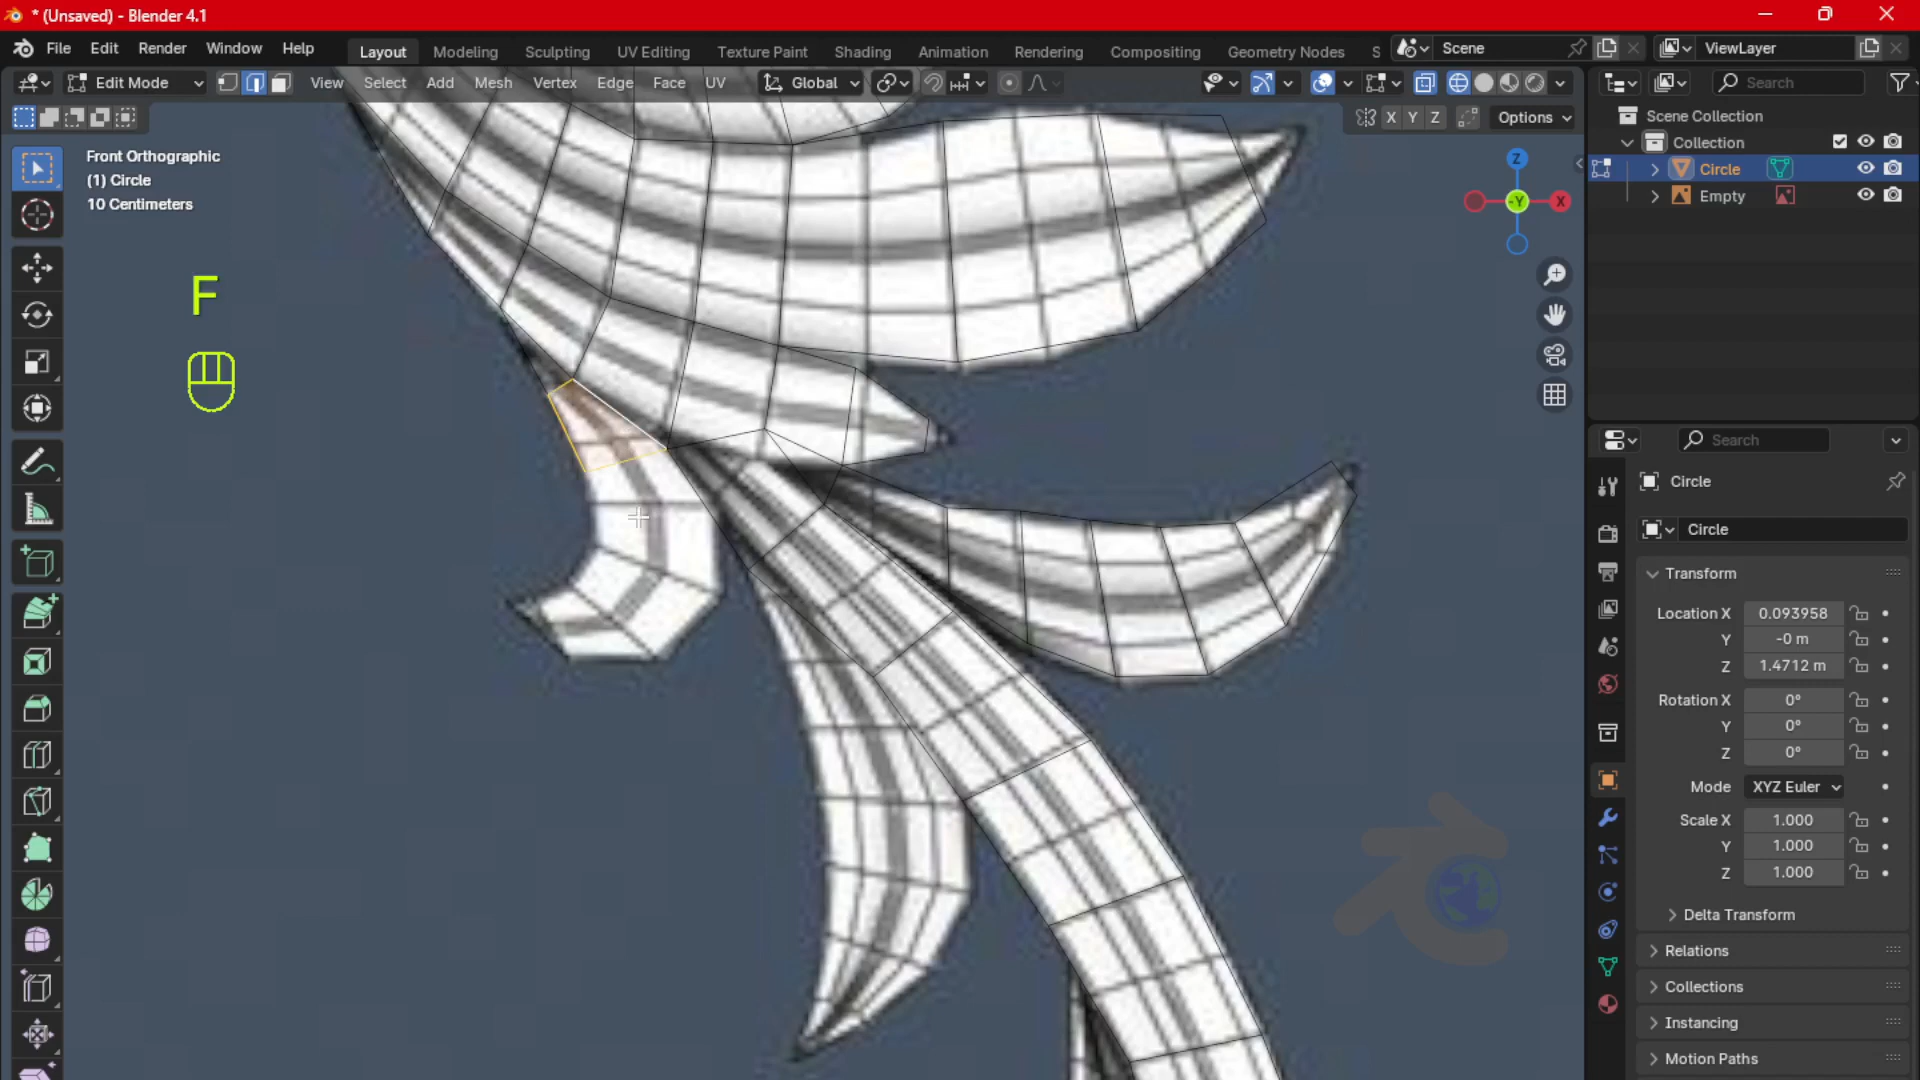 * (Unsaved) - Blender 4.1
File Edit Render Window Help Layout Modeling Sculpting UV Editing Texture Paint Shading Animation Rendering Compositing Geometry Nodes S Scene ViewLayer
Edit Mode View Select Add Mesh Vertex Edge Face UV Global Search
X Y Z Options
Scene Collection
Collection
Circle
Empty
Front Orthographic
(1) Circle
10 Centimeters
Z
-Y
X
F
Search
Circle
Circle
Transform
Location X 0.093958
Y -0 m
Z 1.4712 m
Rotation X 0°
Y 0°
Z 0°
Mode XYZ Euler
Scale X 1.000
Y 1.000
Z 1.000
Delta Transform
Relations
Collections
Instancing
Motion Paths